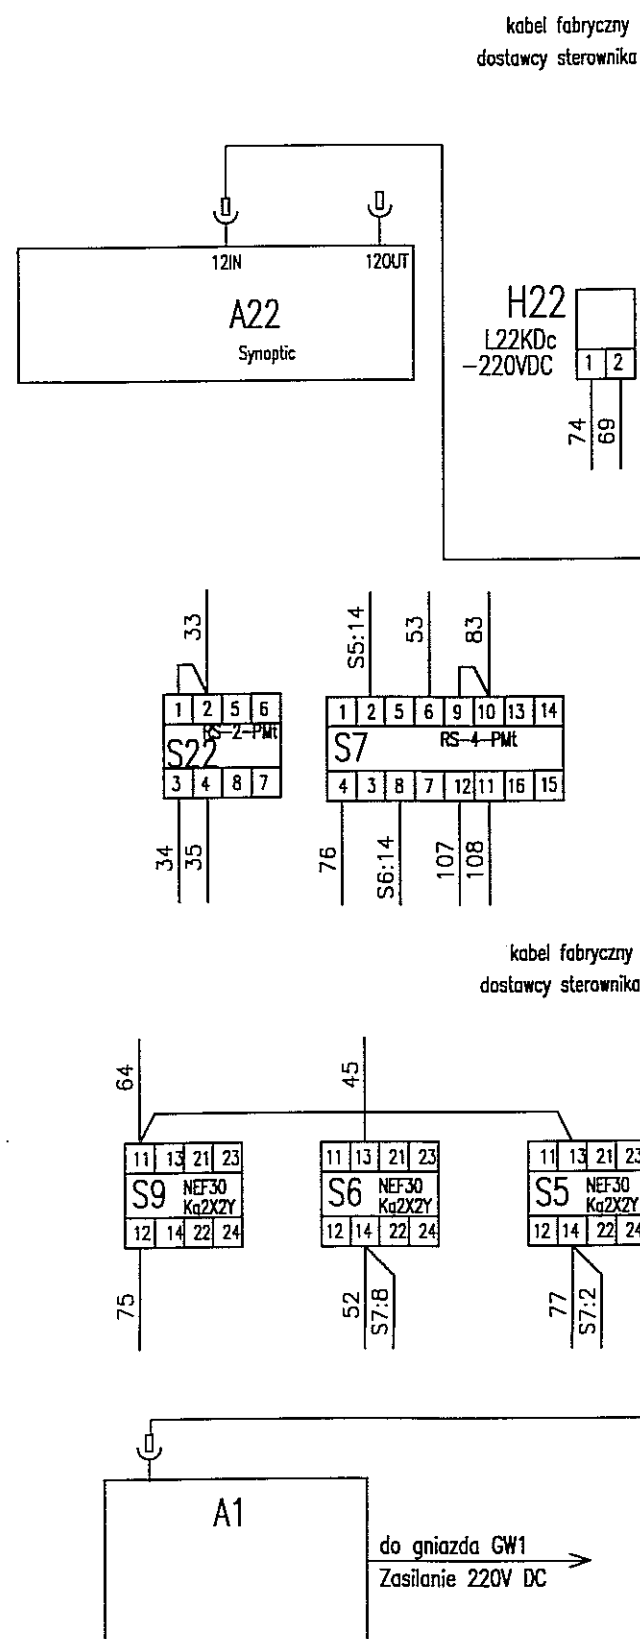 kabel fabryczny
dostawcy sterownika
12IN
12OUT
A22
Synoptic
H22
L22KDc
-220VDC
1 2
74
69
33
S5:14
53
83
1 2 5 6
RS-2-PMt
S22
3 4 8 7
1 2 5 6 9 10 13 14
S7
RS-4-PMt
4 3 8 7 12 11 16 15
34
35
76
S6:14
107
108
kabel fabryczny
dostawcy sterownika
64
45
11 13 21 23
S9 NEF30
Kq2X2Y
12 14 22 24
11 13 21 23
S6 NEF30
Kq2X2Y
12 14 22 24
11 13 21 23
S5 NEF30
Kq2X2Y
12 14 22 24
75
52
S7:8
77
S7:2
A1
do gniazda GW1
Zasilanie 220V DC